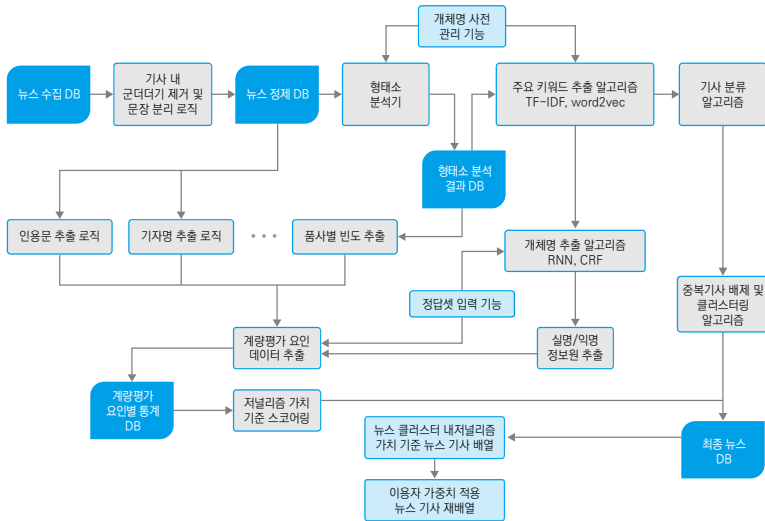 개체명 사전
관리 기능
뉴스 수집 DB
기사 내
군더더기 제거 및
문장 분리 로직
뉴스 정제 DB
형태소
분석기
주요 키워드 추출 알고리즘
TF-IDF, word2vec
기사 분류
알고리즘
형태소 분석
결과 DB
인용문 추출 로직
기자명 추출 로직
• • •
품사별 빈도 추출
개체명 추출 알고리즘
RNN, CRF
정답셋 입력 기능
중복기사 배제 및
클러스터링
알고리즘
계량평가 요인
데이터 추출
실명/익명
정보원 추출
계량평가
요인별 통계
DB
저널리즘 가치
기준 스코어링
뉴스 클러스터 내저널리즘
가치 기준 뉴스 기사 배열
최종 뉴스
DB
이용자 가중치 적용
뉴스 기사 재배열